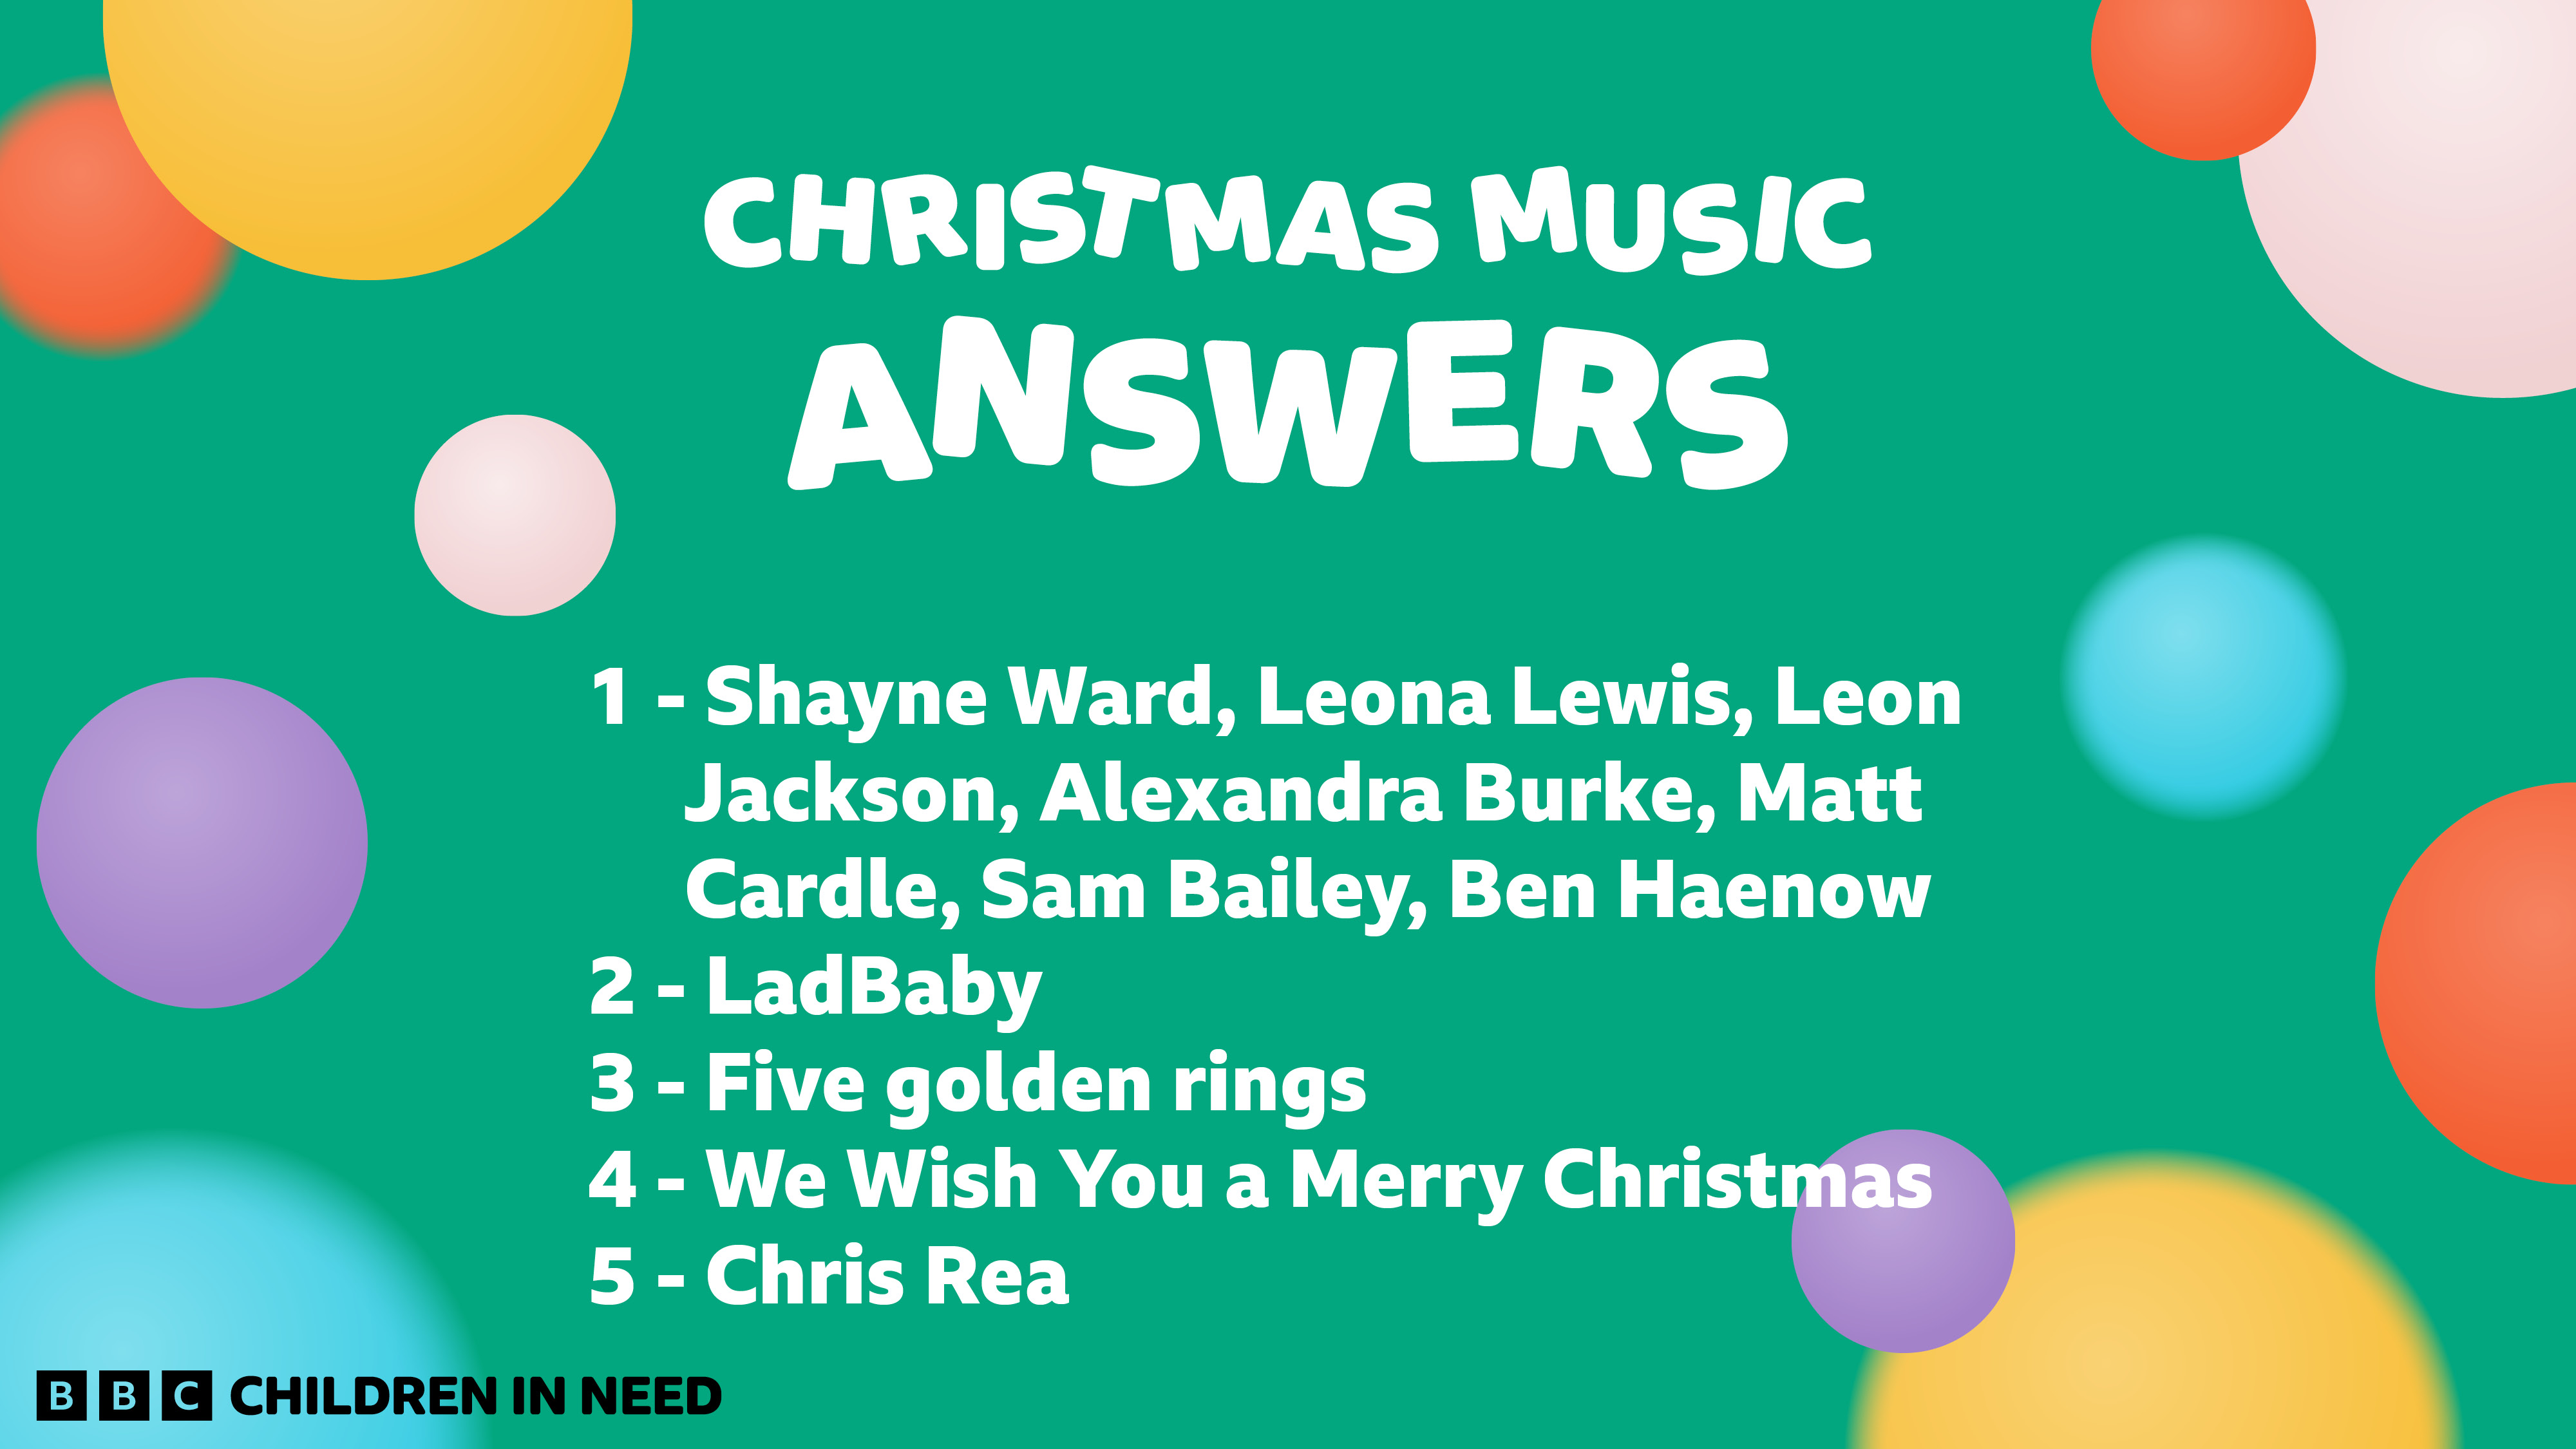 CHRISTMAS MUSIC
ANSWERS
1 - Shayne Ward, Leona Lewis, Leon
Jackson, Alexandra Burke, Matt
Cardle, Sam Bailey, Ben Haenow
2 - LadBaby
3 - Five golden rings
4 - We Wish You a Merry Christmas
5 - Chris Rea
BBC CHILDREN IN NEED